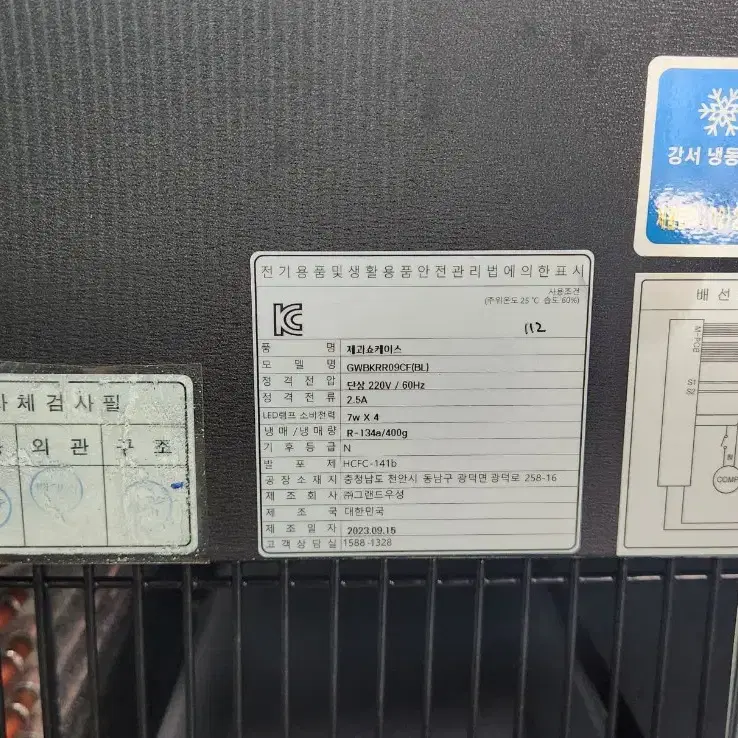 강서 냉동
전기용품및생활용품안전관리법에의한표시
사용조건
(주위온도 25 ℃ 습도 60%)
112
품 명 제과쇼케이스
모 델 명 GWBKRR09CF(BL)
정 격 전 압 단상 220V / 60Hz
정 격 전 류 2.5A
LED램프 소비전력 7w X 4
냉 매 / 냉 매 량 R-134a/400g
기 후 등 급 N
발 포 제 HCFC-141b
공 장 소 재 지 충청남도 천안시 동남구 광덕면 광덕로 258-16
제 조 회 사 ㈜그랜드우성
제 조 국 대한민국
제 조 일 자 2023.09.15
고 객 상 담 실 1588-1328
체 검 사 필
외 관 구 조
배 선
M-PCB
S1
S2
COMP